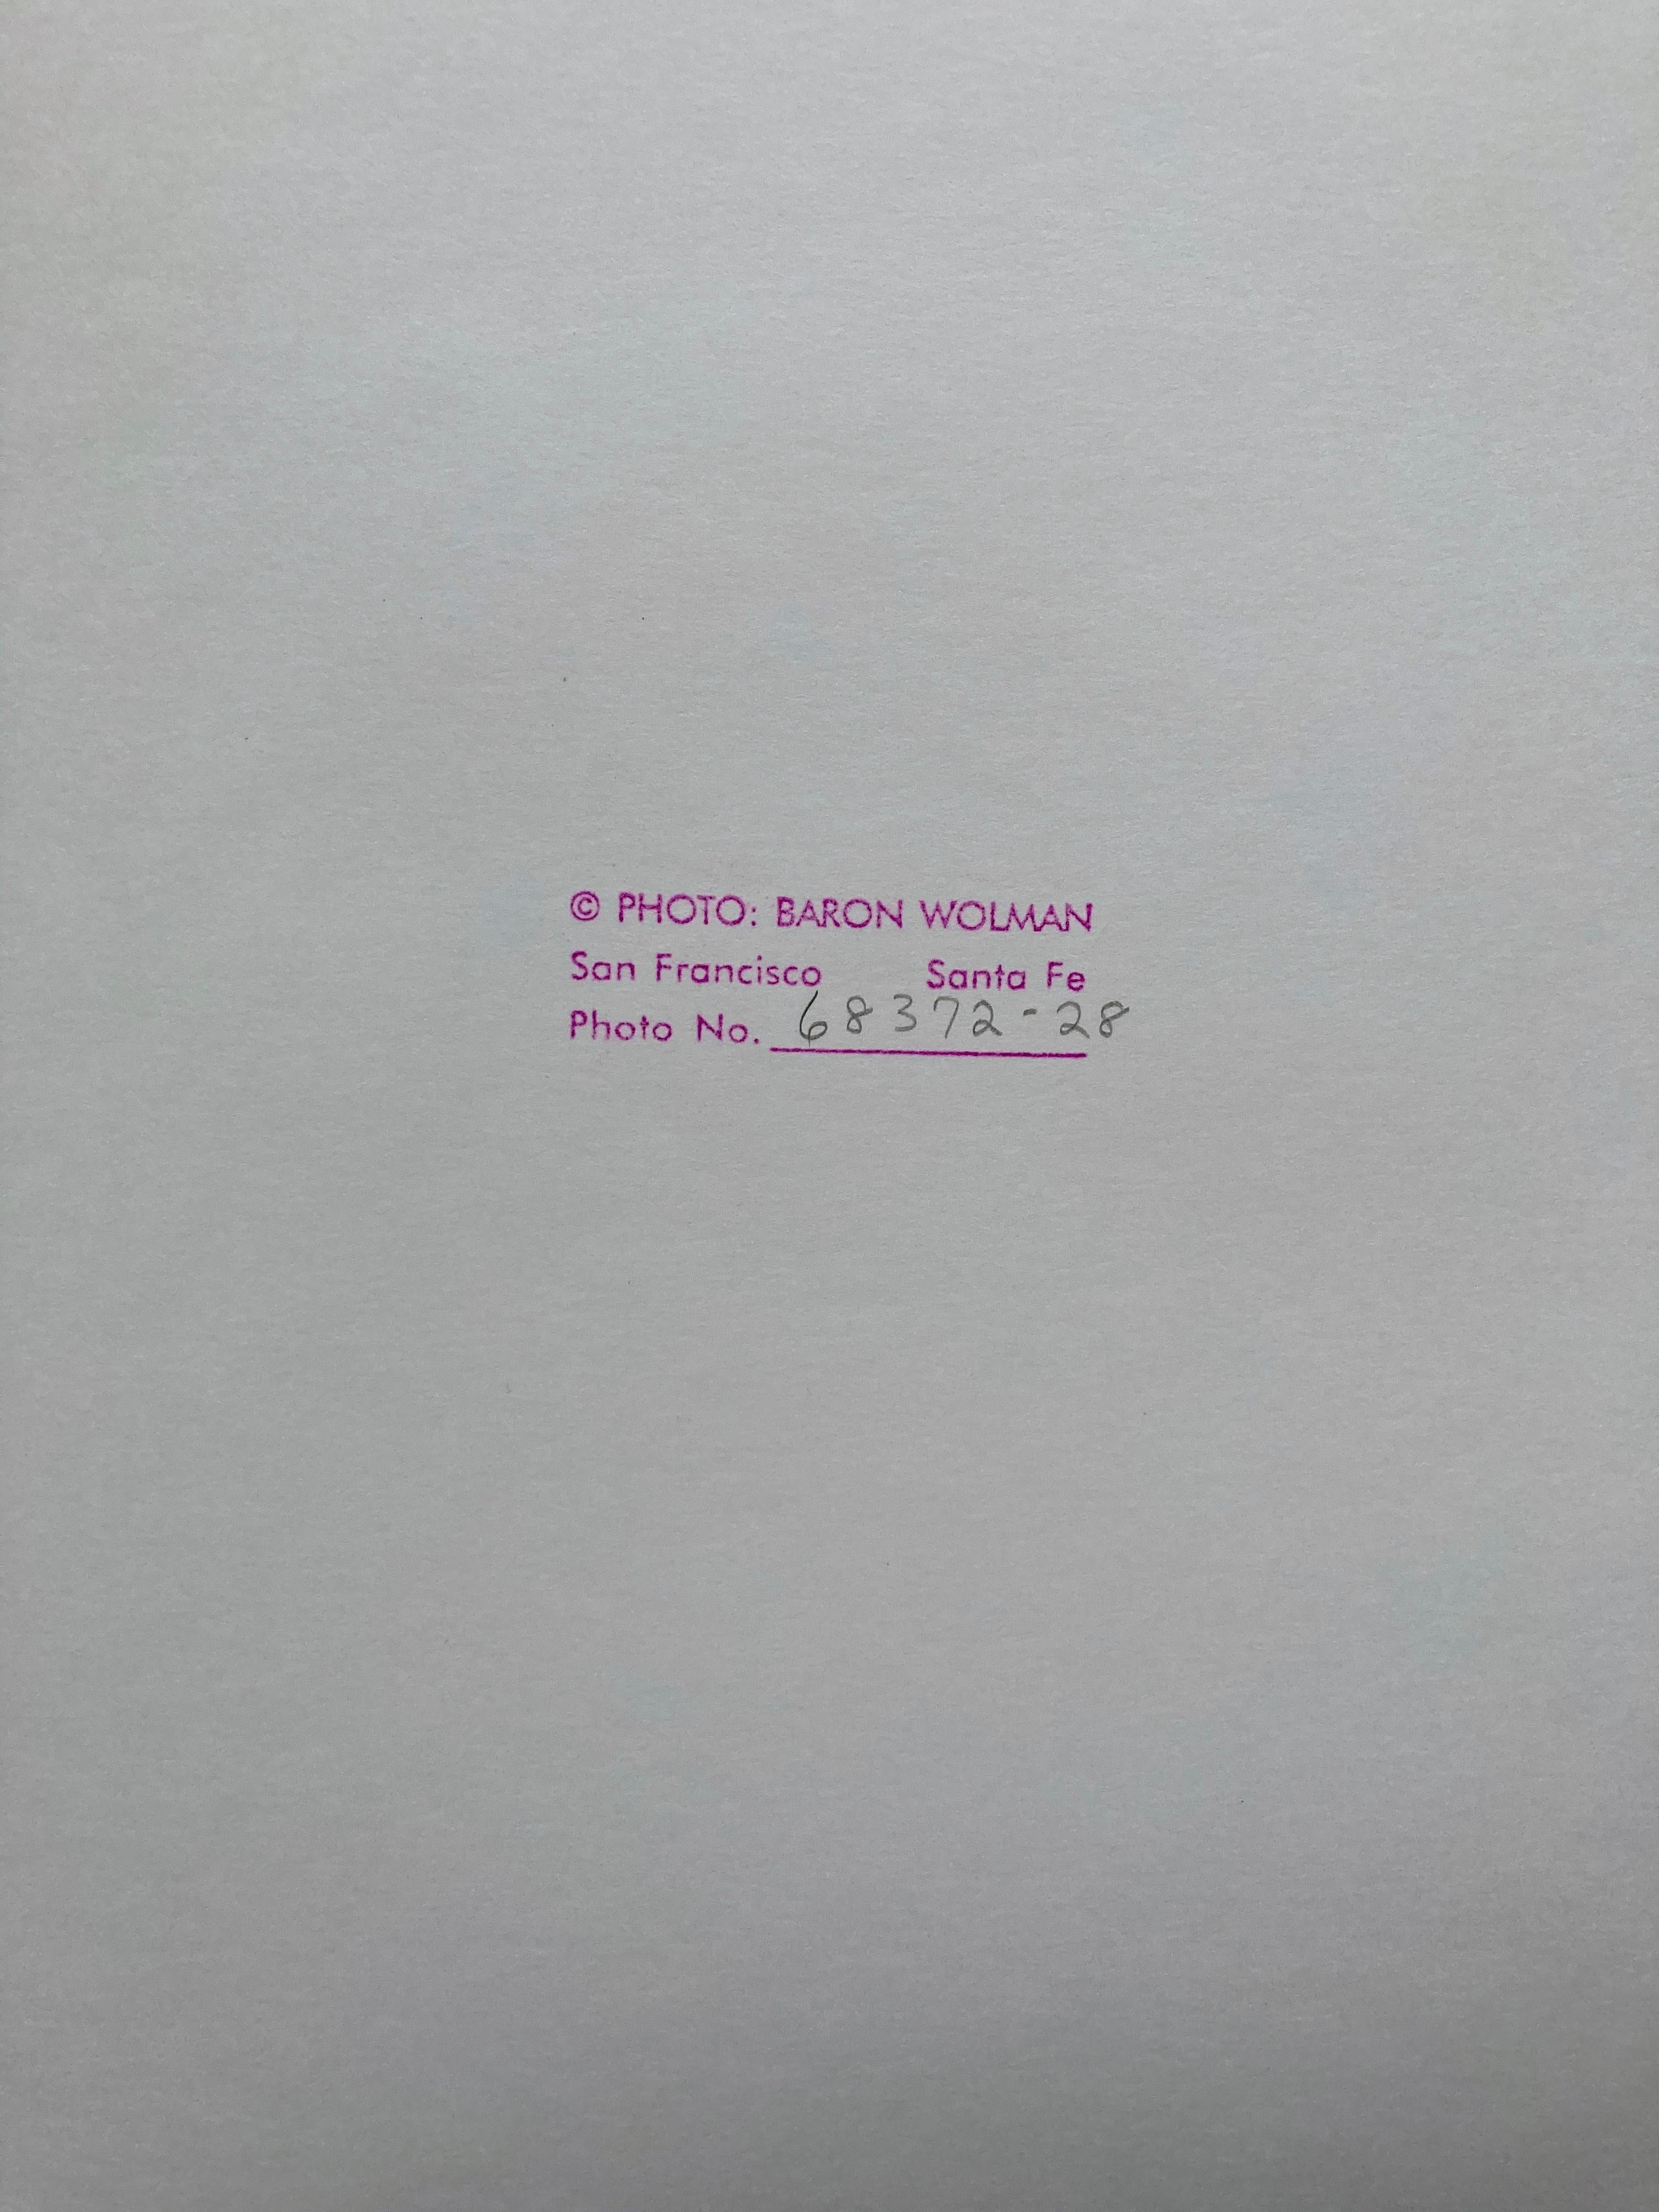 © PHOTO: BARON WOLMAN
San Francisco Santa Fe
Photo No. 68372-28